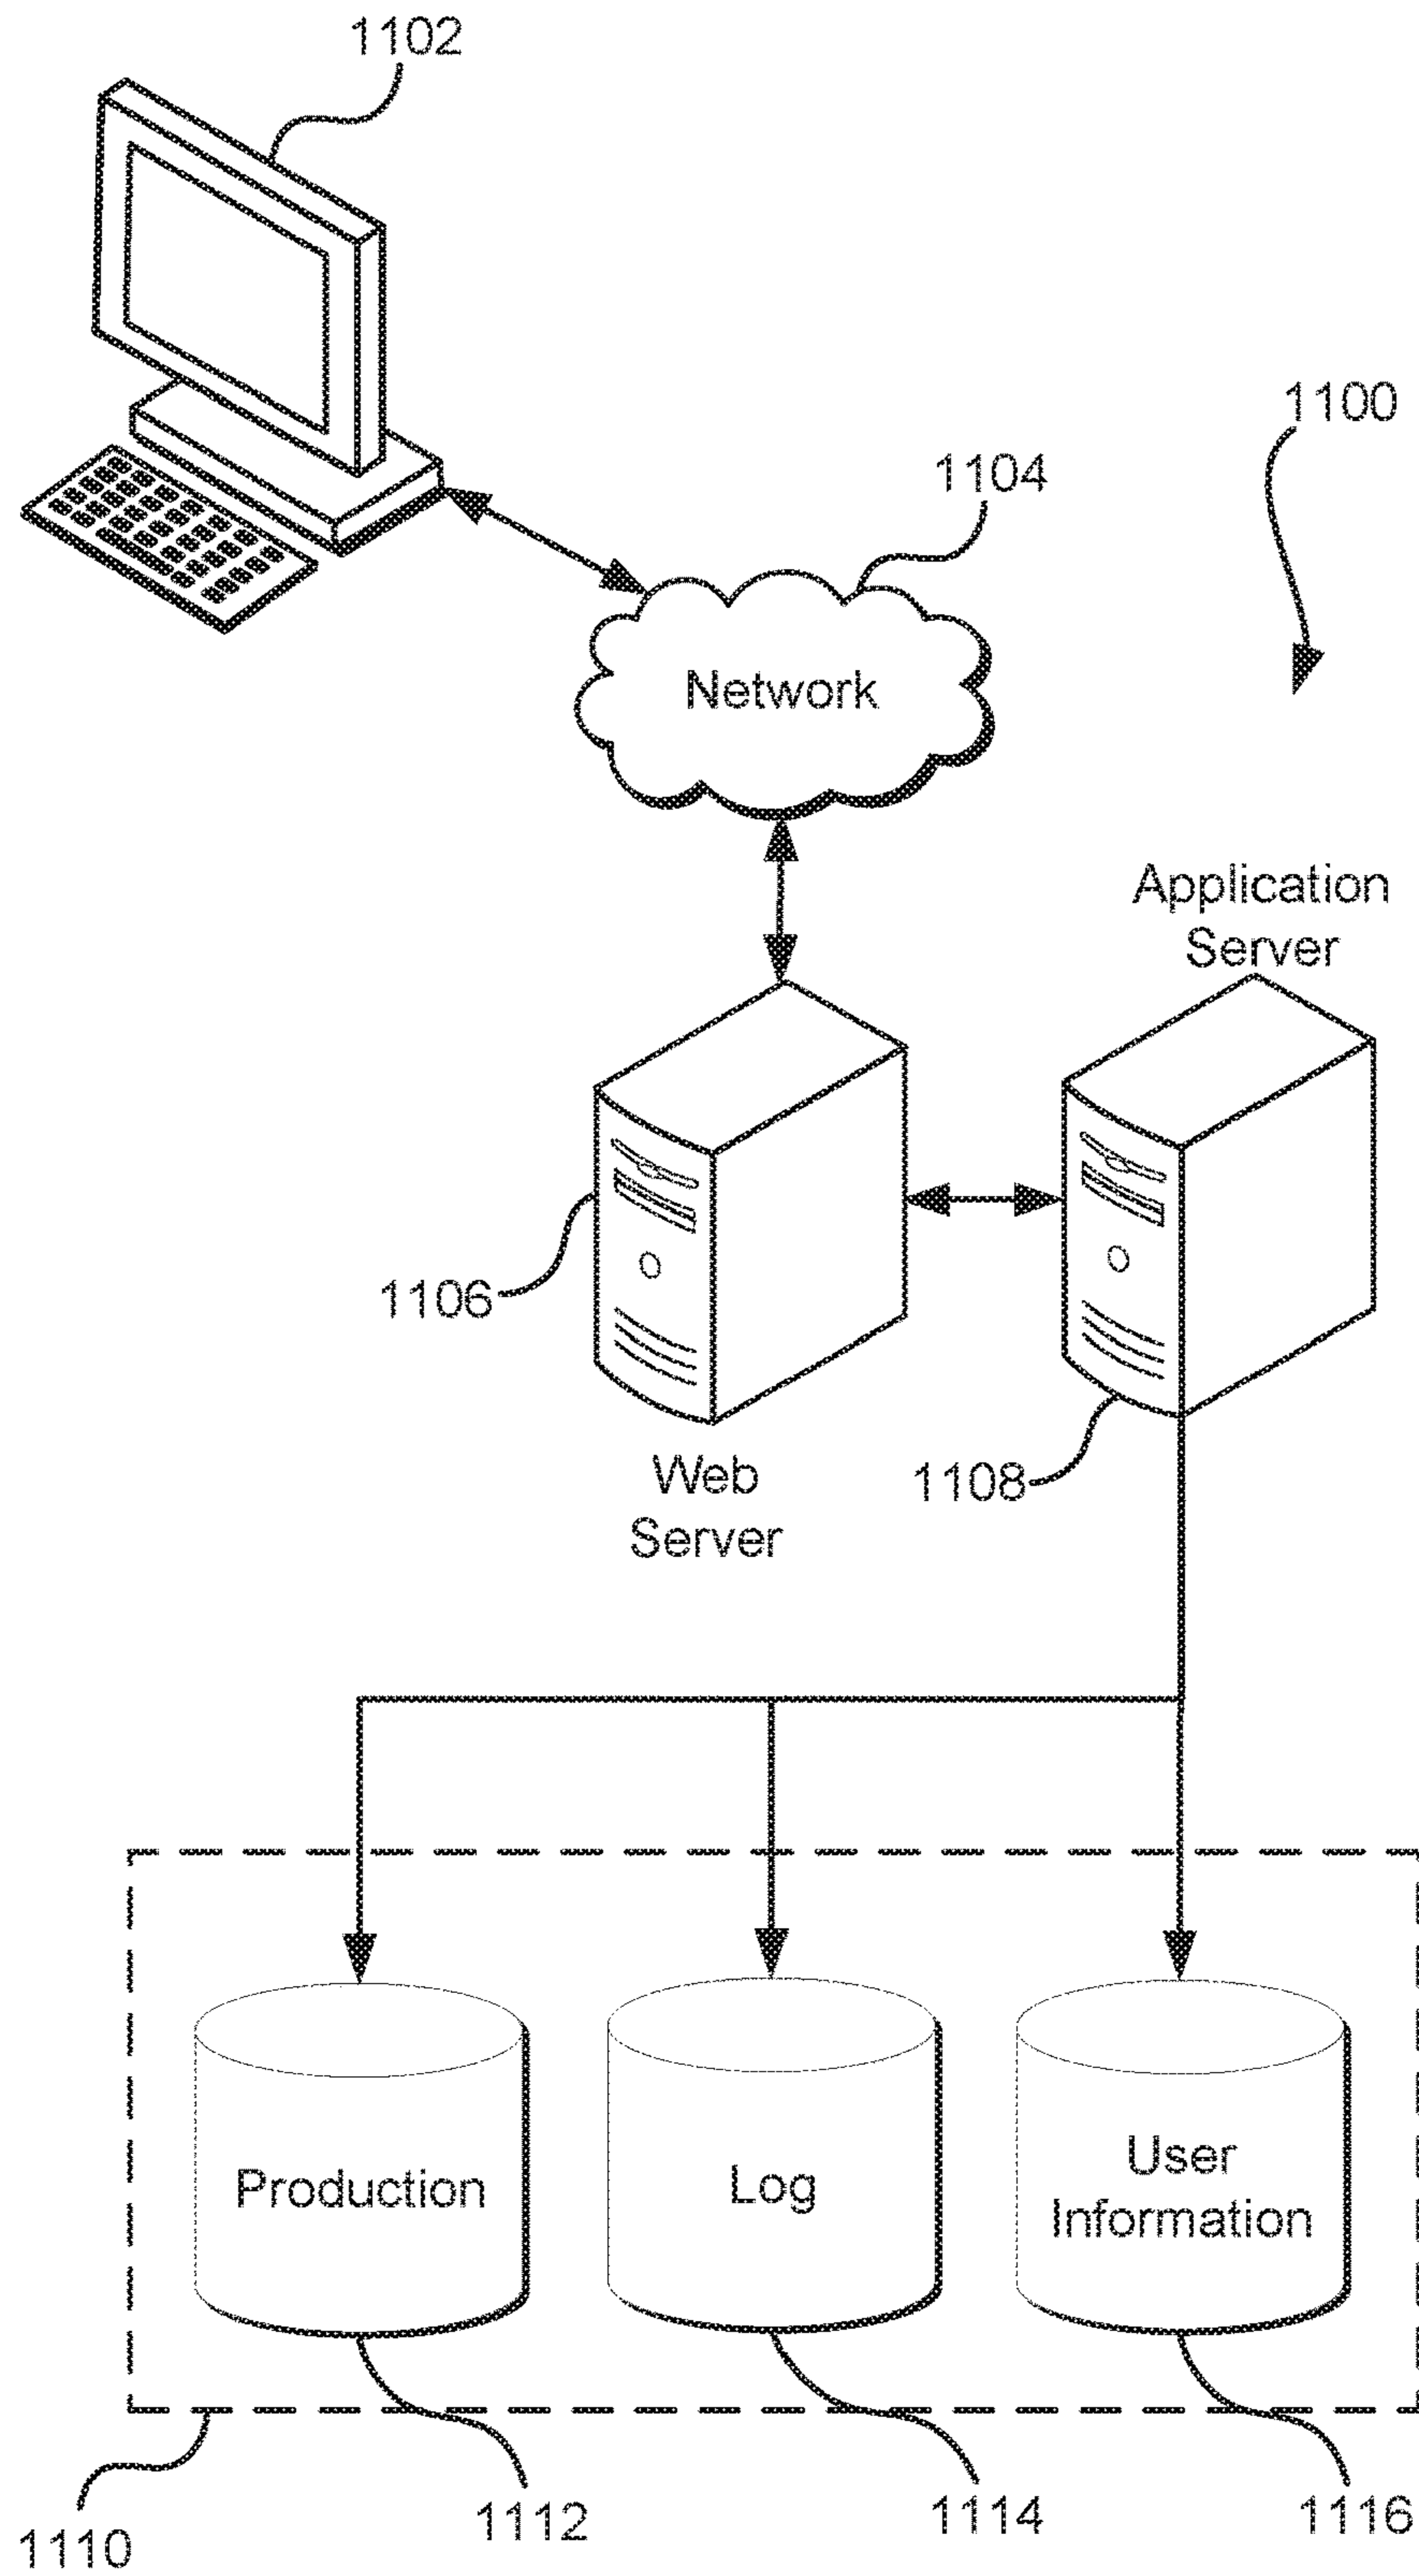 1102
1100
1104
Network
Application
Server
1106
Web
Server
1108
Production
Log
User
Information
1110
1112
1114
1116